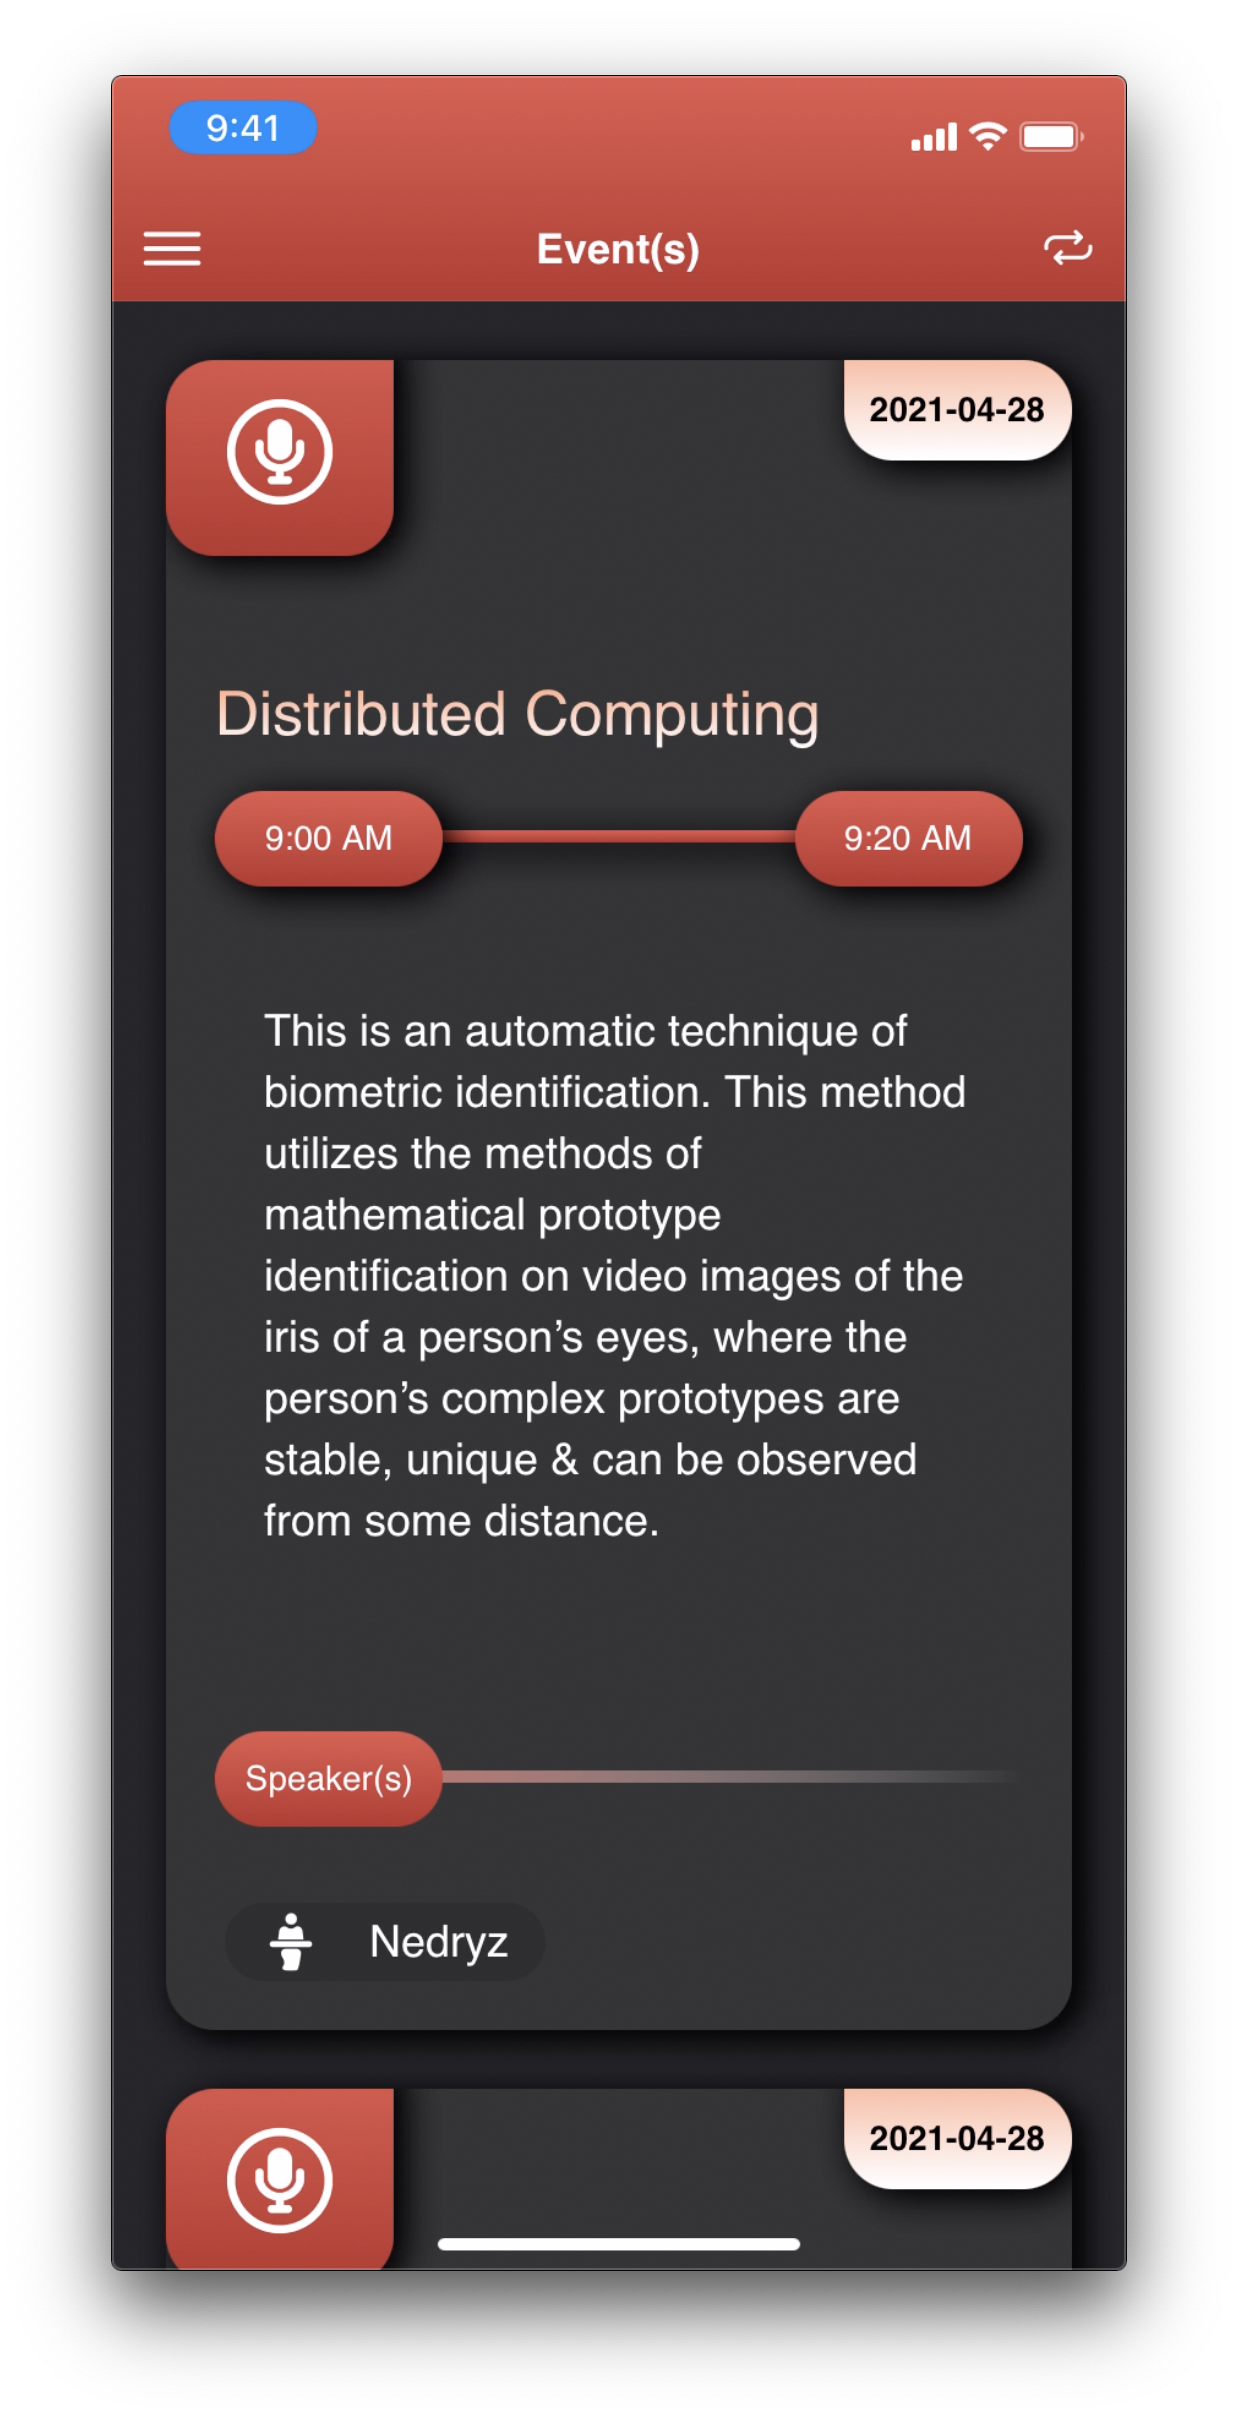 9:41
Event(s)
2021-04-28
Distributed Computing
9:00 AM
9:20 AM
This is an automatic technique of
biometric identification. This method
utilizes the methods of
mathematical prototype
identification on video images of the
iris of a person’s eyes, where the
person’s complex prototypes are
stable, unique & can be observed
from some distance.
Speaker(s)
Nedryz
2021-04-28